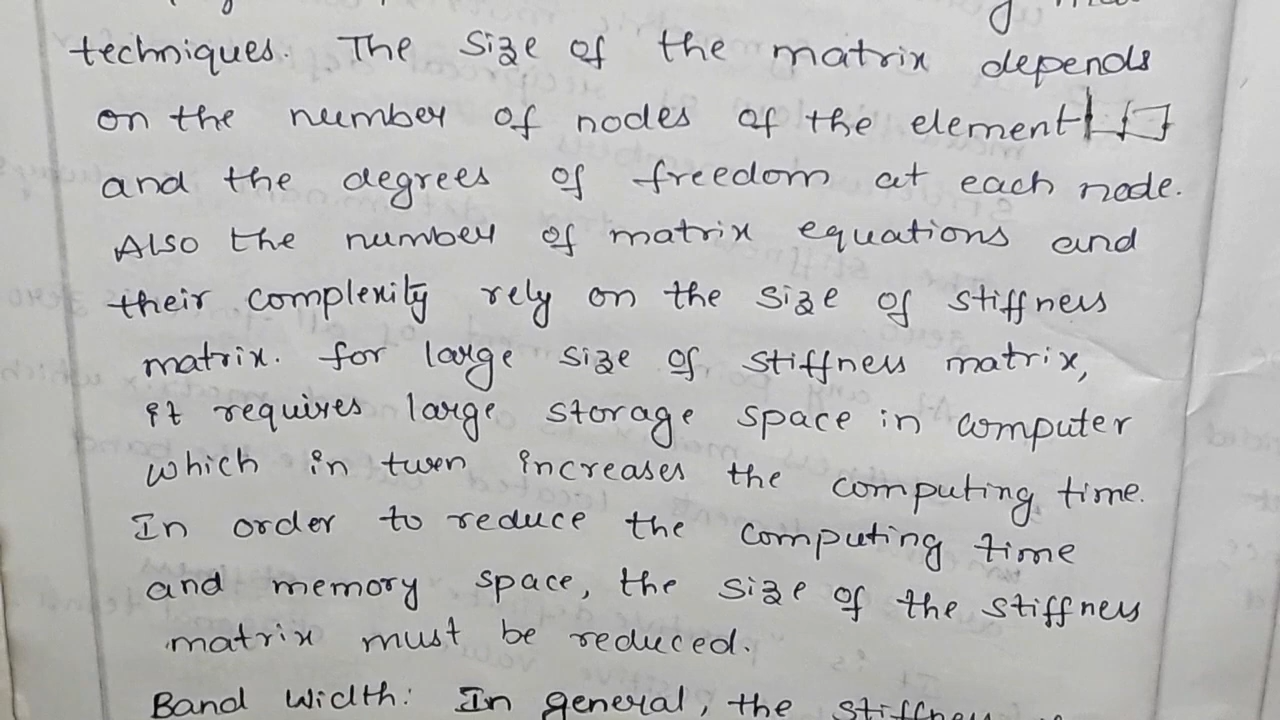 techniques. The size of the matrix depends
on the number of nodes of the element
and the degrees of freedom at each node.
Also the number of matrix equations and
their complexity rely on the size of stiffness
matrix. for large size of stiffness matrix,
it requires large storage space in computer
which in turn increases the computing time.
In order to reduce the computing time
and memory space, the size of the stiffness
matrix must be reduced.
Band width: In general, the stiffness